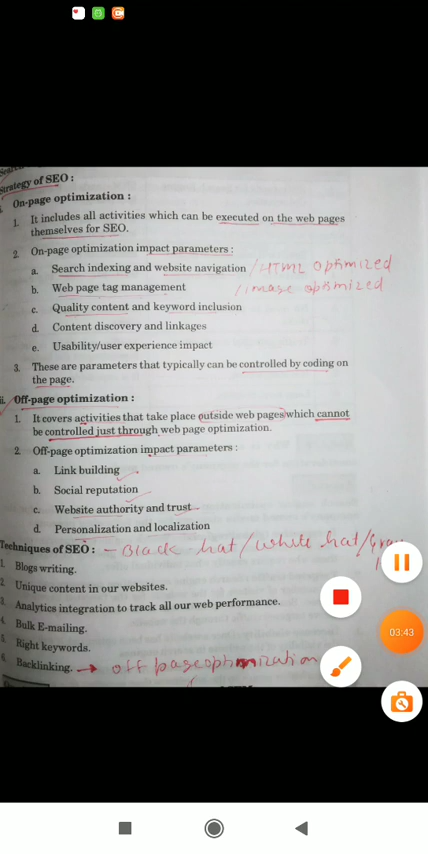 Strategy of SEO :
On-page optimization :
1. It includes all activities which can be executed on the web pages
themselves for SEO.
2. On-page optimization impact parameters :
a. Search indexing and website navigation / HTML optimized
b. Web page tag management / image optimized
c. Quality content and keyword inclusion
d. Content discovery and linkages
e. Usability/user experience impact
3. These are parameters that typically can be controlled by coding on
the page.
ii. Off-page optimization :
1. It covers activities that take place outside web pages which cannot
be controlled just through web page optimization.
2. Off-page optimization impact parameters :
a. Link building
b. Social reputation
c. Website authority and trust
d. Personalization and localization
Techniques of SEO : - Black hat / white hat /
1. Blogs writing.
2. Unique content in our websites.
3. Analytics integration to track all our web performance.
4. Bulk E-mailing.
5. Right keywords.
6. Backlinking. → off page optimization
03:43